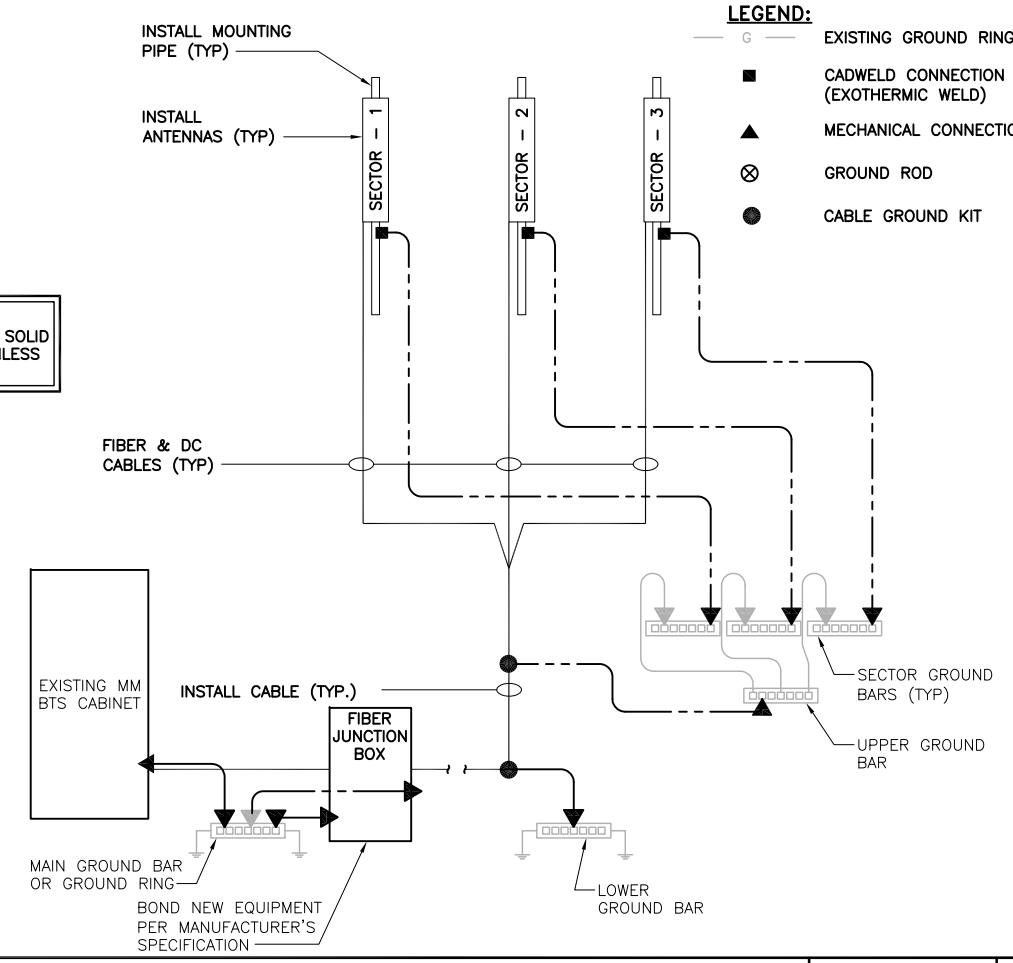 LEGEND:
G
EXISTING GROUND RING
CADWELD CONNECTION
(EXOTHERMIC WELD)
MECHANICAL
GROUND ROD
CABLE GROUND KIT
INSTALL MOUNTING
PIPE (TYP)
INSTALL
ANTENNAS (TYP)
SECTOR - 1
SECTOR - 2
SECTOR - 3
SOLID
FIBER & DC
CABLES (TYP)
EXISTING MM
BTS CABINET
INSTALL CABLE (TYP.)
FIBER
JUNCTION
BOX
SECTOR GROUND
BARS (TYP)
UPPER GROUND
BAR
MAIN GROUND BAR
OR GROUND RING
BOND NEW EQUIPMENT
PER MANUFACTURER'S
SPECIFICATION
LOWER
GROUND BAR